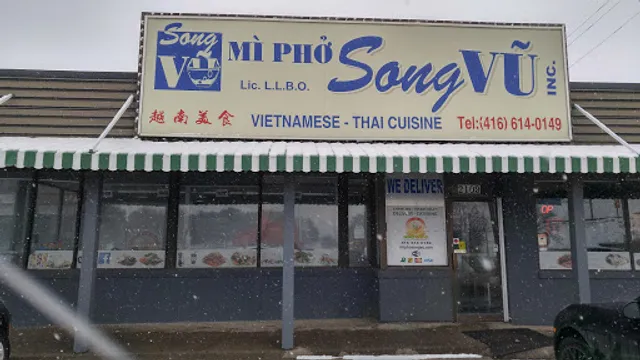 Song
VŨ
MÌ PHỞ Song VŨ INC.
Lic. L.L.B.O.
越南美食 VIETNAMESE - THAI CUISINE Tel:(416) 614-0149
WE DELIVER